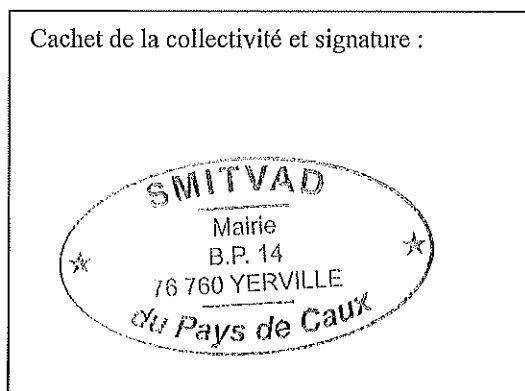 Cachet de la collectivité et signature :
SMITVAD
Mairie
B.P. 14
76 760 YERVILLE
du Pays de Caux